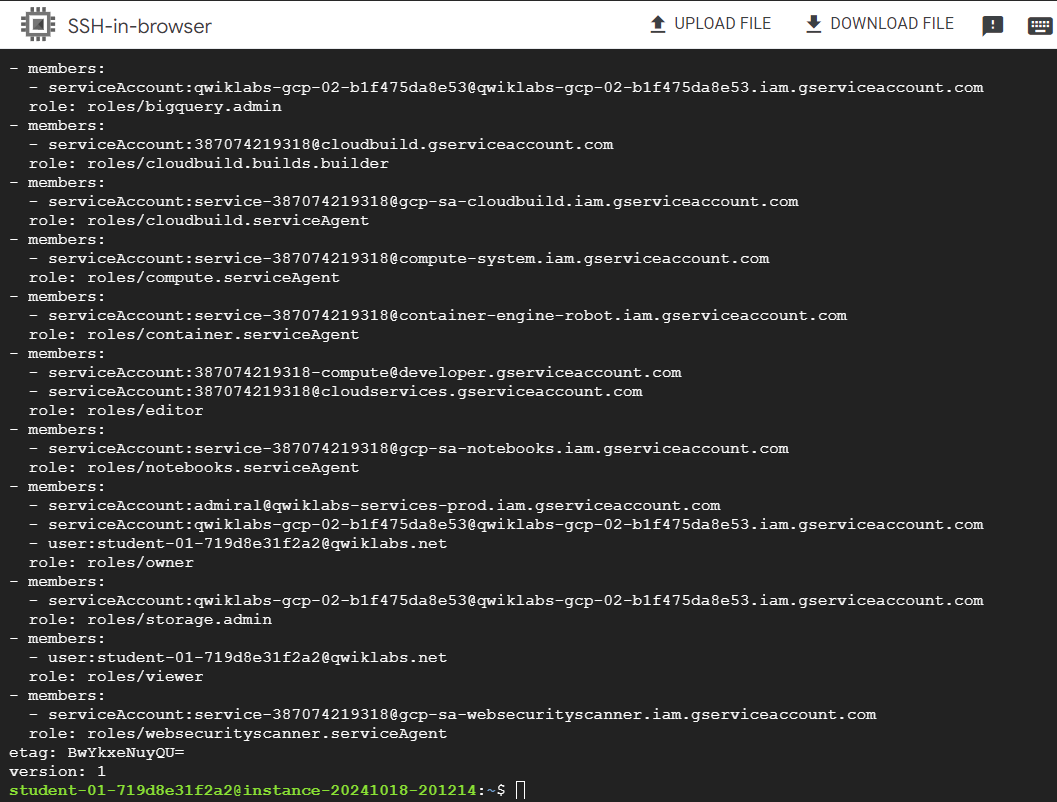 SSH-in-browser
UPLOAD FILE
DOWNLOAD FILE
- members:
  - serviceAccount:qwiklabs-gcp-02-b1f475da8e53@qwiklabs-gcp-02-b1f475da8e53.iam.gserviceaccount.com
  role: roles/bigquery.admin
- members:
  - serviceAccount:387074219318@cloudbuild.gserviceaccount.com
  role: roles/cloudbuild.builds.builder
- members:
  - serviceAccount:service-387074219318@gcp-sa-cloudbuild.iam.gserviceaccount.com
  role: roles/cloudbuild.serviceAgent
- members:
  - serviceAccount:service-387074219318@compute-system.iam.gserviceaccount.com
  role: roles/compute.serviceAgent
- members:
  - serviceAccount:service-387074219318@container-engine-robot.iam.gserviceaccount.com
  role: roles/container.serviceAgent
- members:
  - serviceAccount:387074219318-compute@developer.gserviceaccount.com
  - serviceAccount:387074219318@cloudservices.gserviceaccount.com
  role: roles/editor
- members:
  - serviceAccount:service-387074219318@gcp-sa-notebooks.iam.gserviceaccount.com
  role: roles/notebooks.serviceAgent
- members:
  - serviceAccount:admiral@qwiklabs-services-prod.iam.gserviceaccount.com
  - serviceAccount:qwiklabs-gcp-02-b1f475da8e53@qwiklabs-gcp-02-b1f475da8e53.iam.gserviceaccount.com
  - user:student-01-719d8e31f2a2@qwiklabs.net
  role: roles/owner
- members:
  - serviceAccount:qwiklabs-gcp-02-b1f475da8e53@qwiklabs-gcp-02-b1f475da8e53.iam.gserviceaccount.com
  role: roles/storage.admin
- members:
  - user:student-01-719d8e31f2a2@qwiklabs.net
  role: roles/viewer
- members:
  - serviceAccount:service-387074219318@gcp-sa-websecurityscanner.iam.gserviceaccount.com
  role: roles/websecurityscanner.serviceAgent
etag: BwYkxeNuyQU=
version: 1
student-01-719d8e31f2a2@instance-20241018-201214:~$